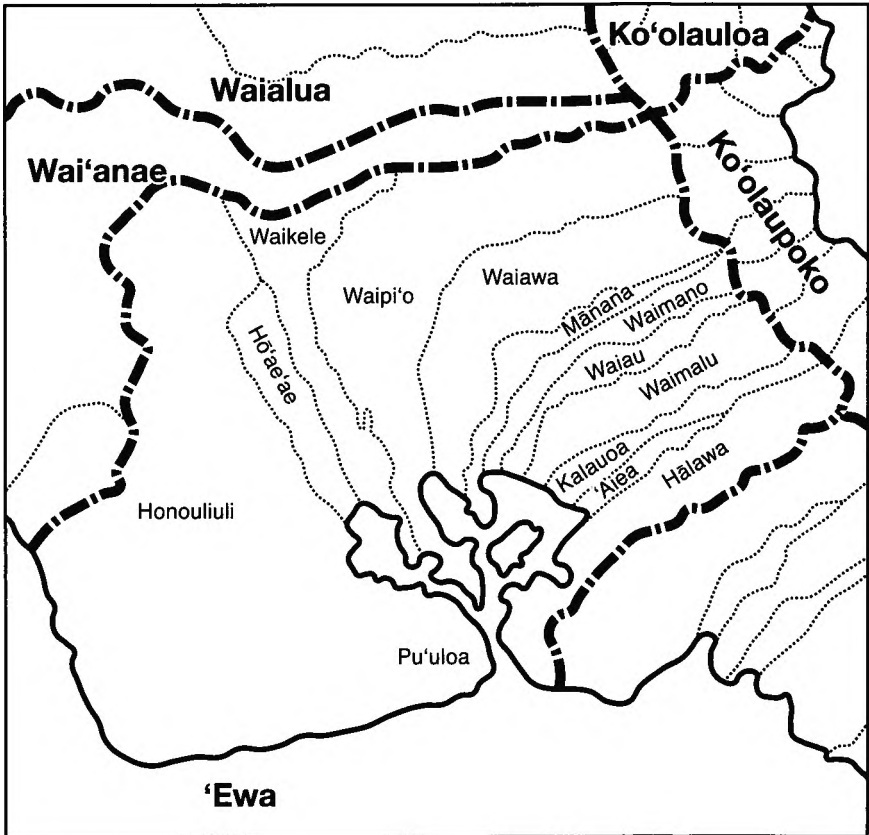 Ko‘olauloa
Waialua
Wai‘anae
Ko‘olaupoko
Waikele
Waipi‘o
Waiawa
Mānana
Waimano
Waiau
Waimalu
Hō‘ae‘ae
Kalauoa
‘Aiëa
Hālawa
Honouliuli
Pu‘uloa
‘Ewa